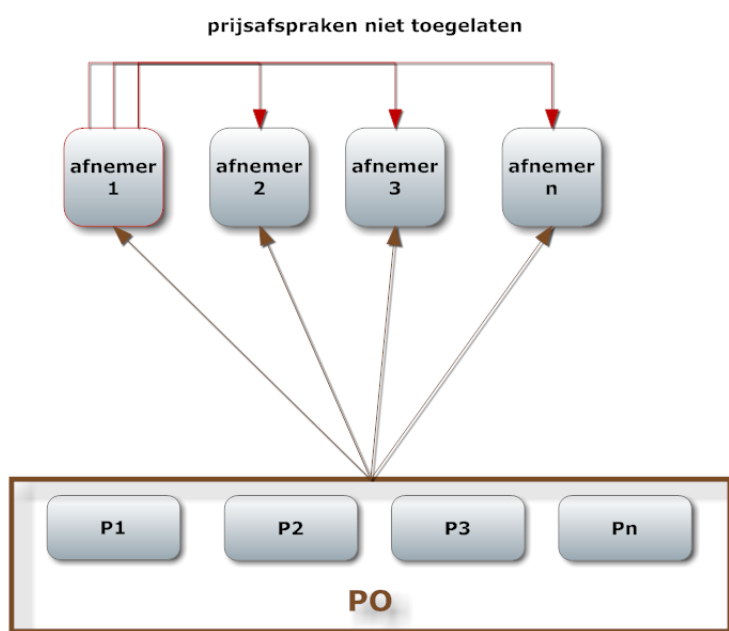 prijsafspraken niet toegelaten
afnemer
1
afnemer
2
afnemer
3
afnemer
n
P1
P2
P3
Pn
PO